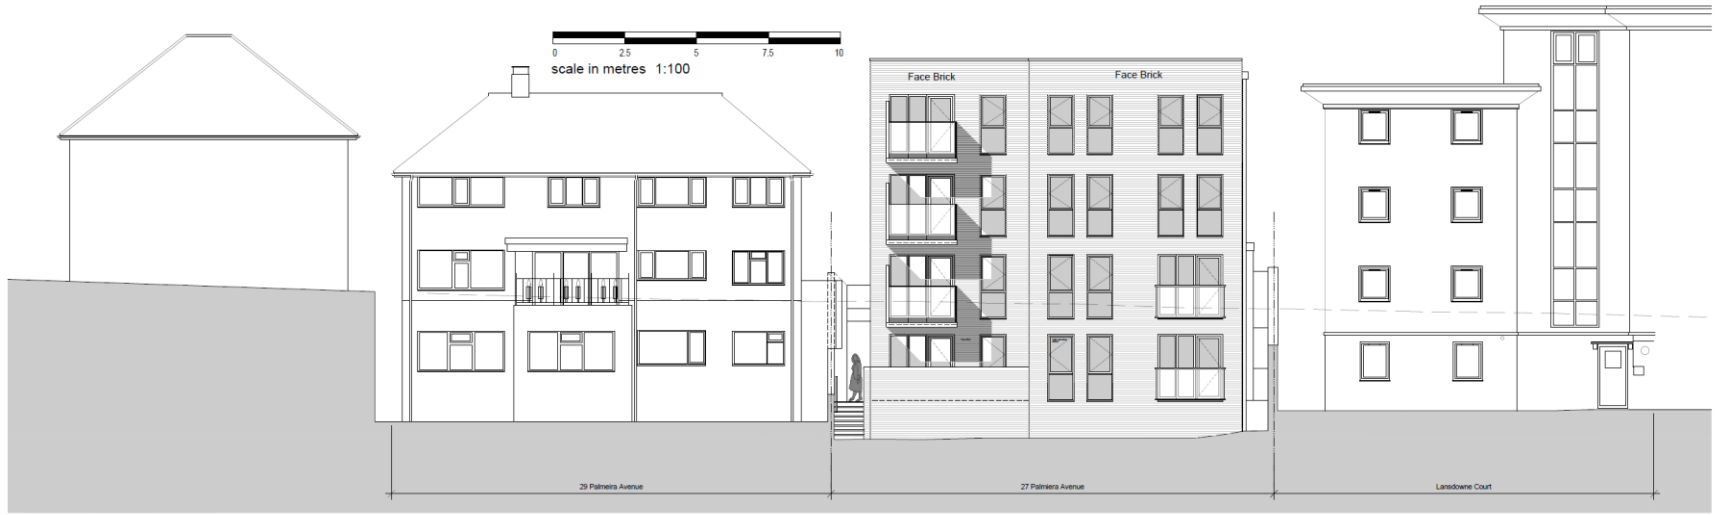 0 2.5 5 7.5 10
scale in metres 1:100
Face Brick
Face Brick
29 Palmeira Avenue
27 Palmiera Avenue
Lansdowne Court